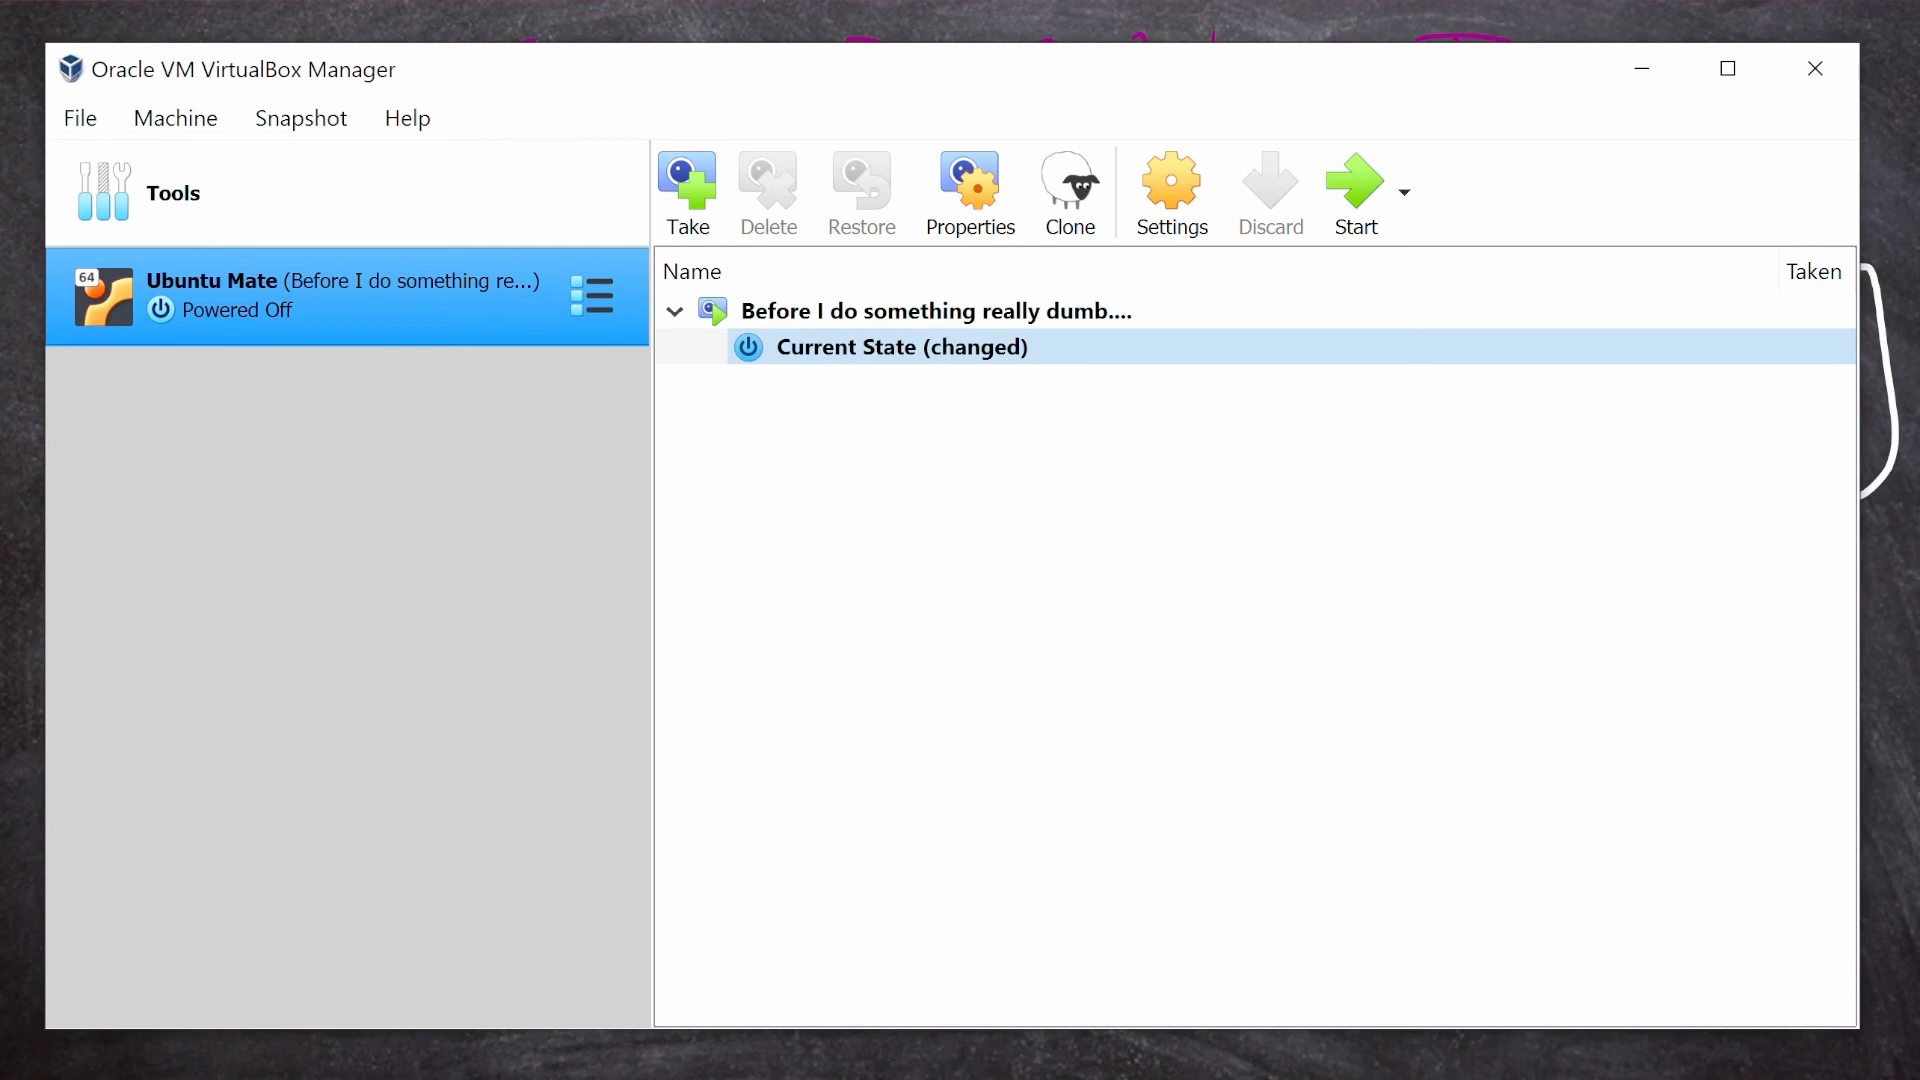 Oracle VM VirtualBox Manager
File Machine Snapshot Help
Tools
Take Delete Restore Properties Clone Settings Discard Start
64
Ubuntu Mate (Before I do something re...)
Powered Off
Name Taken
Before I do something really dumb....
Current State (changed)